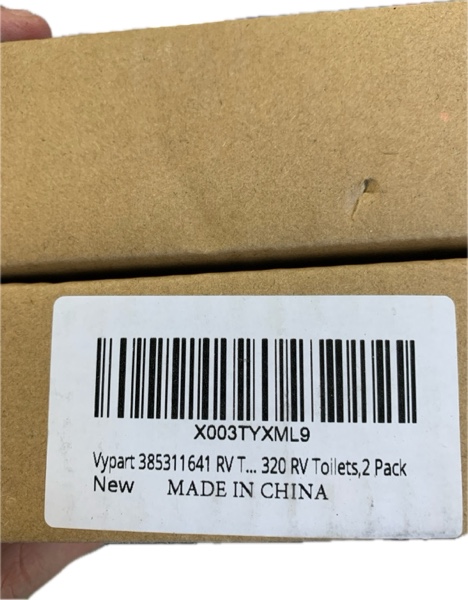 X003TYXML9
Vypart 385311641 RV T... 320 RV Toilets,2 Pack
New MADE IN CHINA